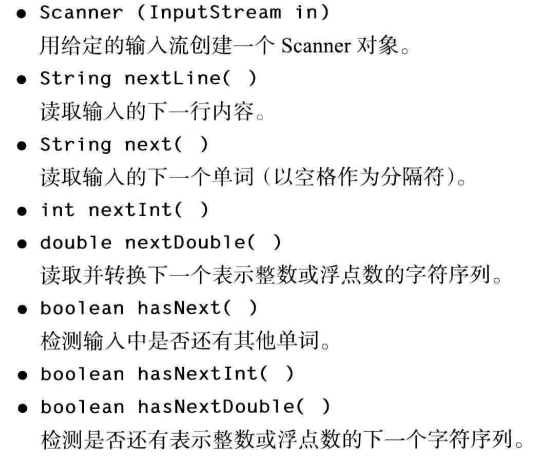 ● Scanner (InputStream in)
用给定的输入流创建一个 Scanner 对象。
● String nextLine( )
读取输入的下一行内容。
● String next( )
读取输入的下一个单词（以空格作为分隔符）。
● int nextInt( )
● double nextDouble( )
读取并转换下一个表示整数或浮点数的字符序列。
● boolean hasNext( )
检测输入中是否还有其他单词。
● boolean hasNextInt( )
● boolean hasNextDouble( )
检测是否还有表示整数或浮点数的下一个字符序列。